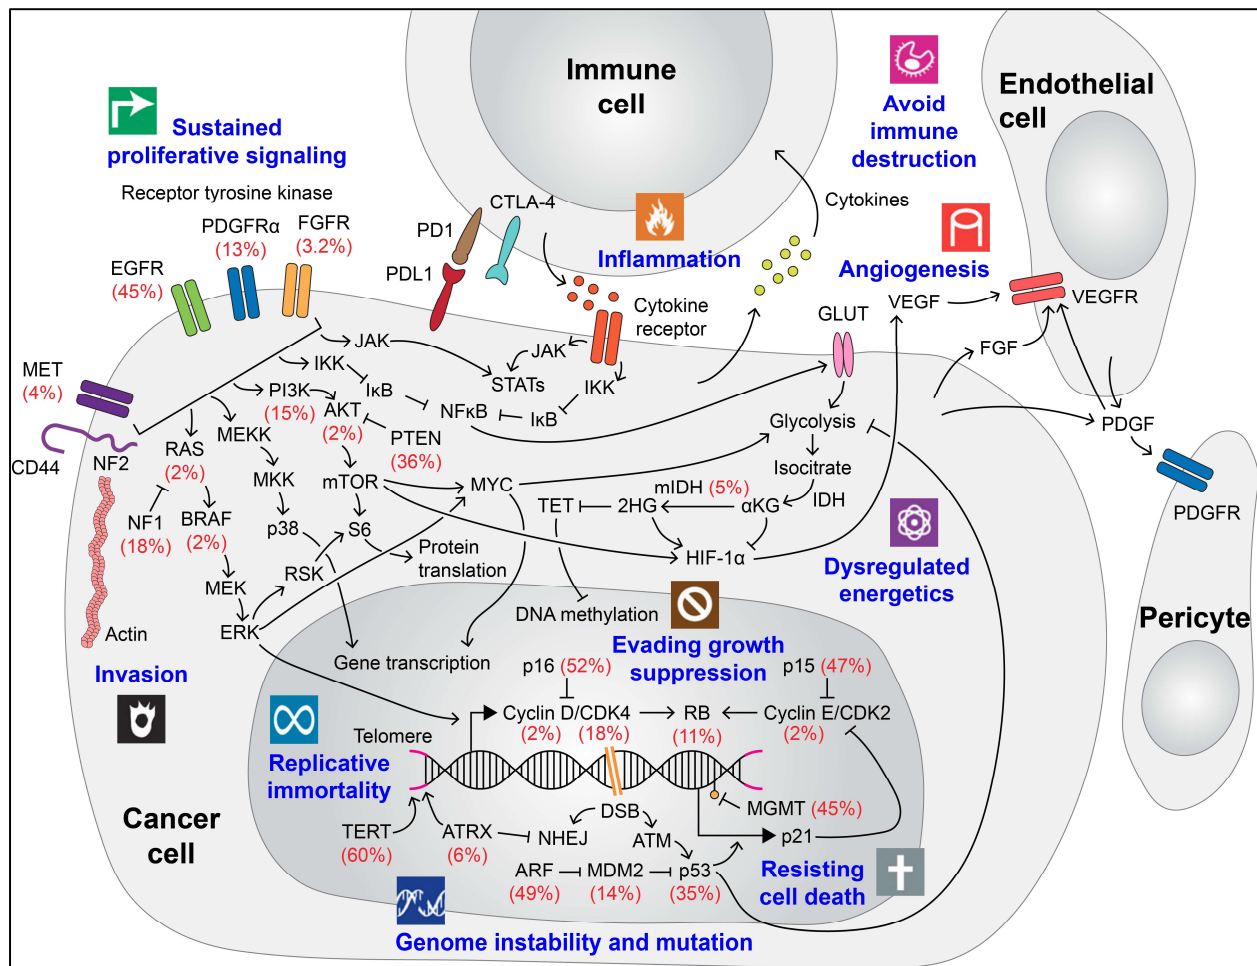 Immune
cell
Avoid
immune
destruction
Endothelial
cell
Sustained
proliferative signaling
Receptor tyrosine kinase
PDGFRα
(13%)
FGFR
(3.2%)
EGFR
(45%)
CTLA-4
PD1
PDL1
Inflammation
Cytokines
Angiogenesis
VEGF
VEGFR
Cytokine
receptor
GLUT
FGF
MET
(4%)
JAK
IKK
IκB
JAK
STATs
IKK
PI3K
(15%)
AKT
(2%)
NFκB
IκB
PTEN
(36%)
Glycolysis
PDGF
CD44
NF2
RAS
(2%)
MEKK
MKK
mTOR
MYC
Isocitrate
IDH
mIDH (5%)
TET
2HG
αKG
PDGFR
NF1
(18%)
BRAF
(2%)
p38
S6
Protein
translation
HIF-1α
Dysregulated
energetics
MEK
RSK
ERK
DNA methylation
Evading growth
suppression
Pericyte
Actin
Invasion
Gene transcription
p16 (52%)
p15 (47%)
Cyclin D/CDK4
(2%)
(18%)
RB
(11%)
Cyclin E/CDK2
(2%)
Telomere
Replicative
immortality
Cancer
cell
TERT
(60%)
ATRX
(6%)
NHEJ
DSB
ATM
MGMT (45%)
p21
ARF
(49%)
MDM2
(14%)
p53
(35%)
Resisting
cell death
Genome instability and mutation